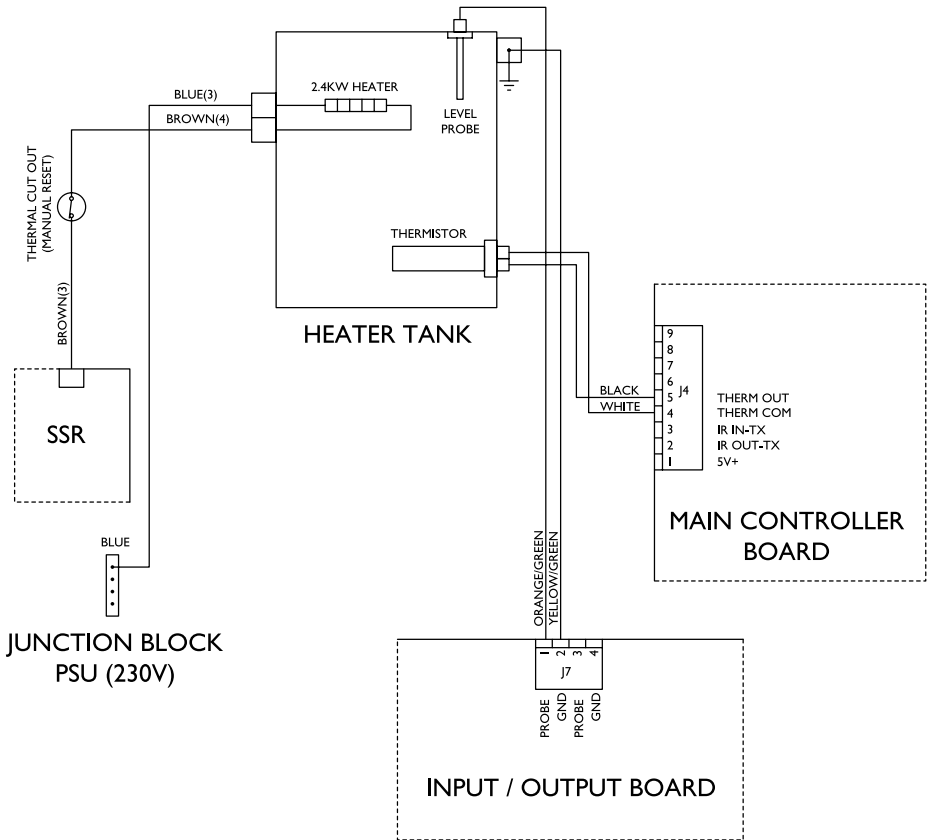 BLUE(3)
BROWN(4)
2.4KW HEATER
LEVEL
PROBE
THERMAL CUT OUT
(MANUAL RESET)
THERMISTOR
HEATER TANK
BROWN(3)
SSR
BLUE
JUNCTION BLOCK
PSU (230V)
BLACK
WHITE
9
8
7
6
5
4
3
2
1
J4
THERM OUT
THERM COM
IR IN-TX
IR OUT-TX
5V+
MAIN CONTROLLER
BOARD
ORANGE/GREEN
YELLOW/GREEN
1
2
3
4
J7
PROBE
GND
PROBE
GND
INPUT / OUTPUT BOARD